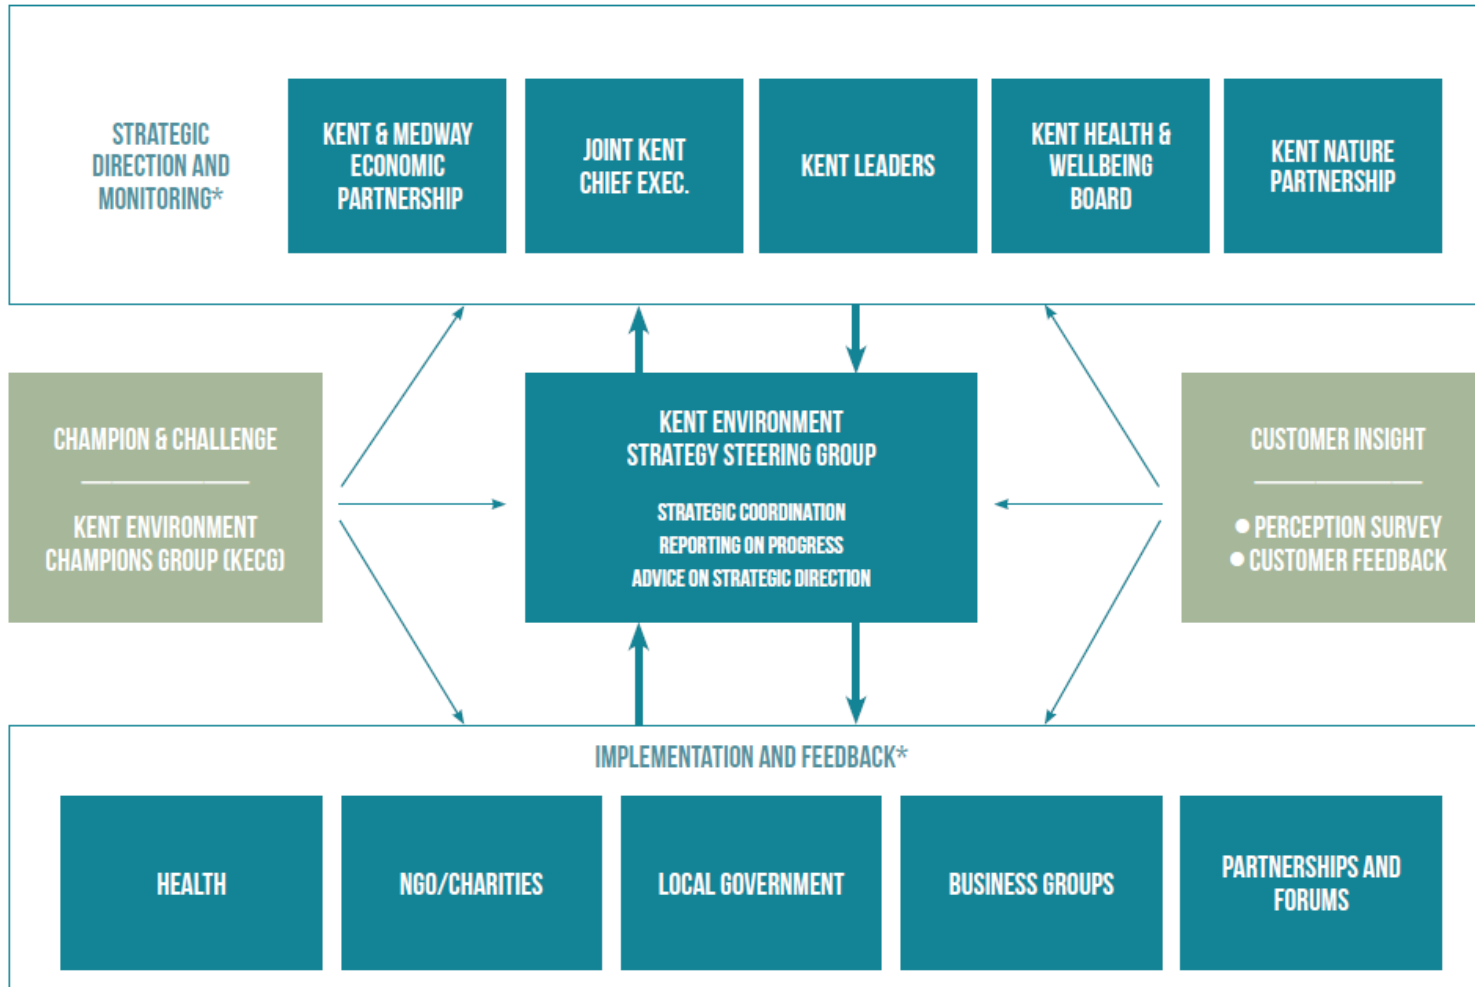 STRATEGIC
DIRECTION AND
MONITORING*
KENT & MEDWAY
ECONOMIC
PARTNERSHIP
JOINT KENT
CHIEF EXEC.
KENT LEADERS
KENT HEALTH &
WELLBEING
BOARD
KENT NATURE
PARTNERSHIP
CHAMPION & CHALLENGE
KENT ENVIRONMENT
CHAMPIONS GROUP (KECG)
KENT ENVIRONMENT
STRATEGY STEERING GROUP
STRATEGIC COORDINATION
REPORTING ON PROGRESS
ADVICE ON STRATEGIC DIRECTION
CUSTOMER INSIGHT
● PERCEPTION SURVEY
● CUSTOMER FEEDBACK
IMPLEMENTATION AND FEEDBACK*
HEALTH
NGO/CHARITIES
LOCAL GOVERNMENT
BUSINESS GROUPS
PARTNERSHIPS AND
FORUMS